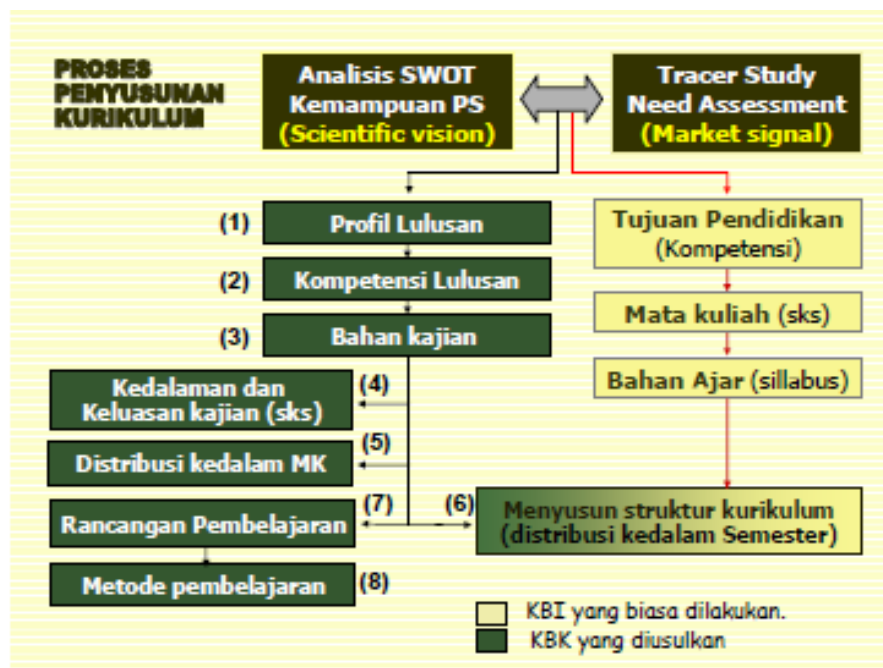 PROSES
PENYUSUNAN
KURIKULUM
Analisis SWOT
Kemampuan PS
(Scientific vision)
Tracer Study
Need Assessment
(Market signal)
(1)
Profil Lulusan
(2)
Kompetensi Lulusan
(3)
Bahan kajian
Kedalaman dan
Keluasan kajian (sks)
(4)
Distribusi kedalam MK
(5)
Rancangan Pembelajaran
(7)
(6)
Metode pembelajaran
(8)
Tujuan Pendidikan
(Kompetensi)
Mata kuliah (sks)
Bahan Ajar (sillabus)
Menyusun struktur kurikulum
(distribusi kedalam Semester)
KBI yang biasa dilakukan.
KBK yang diusulkan